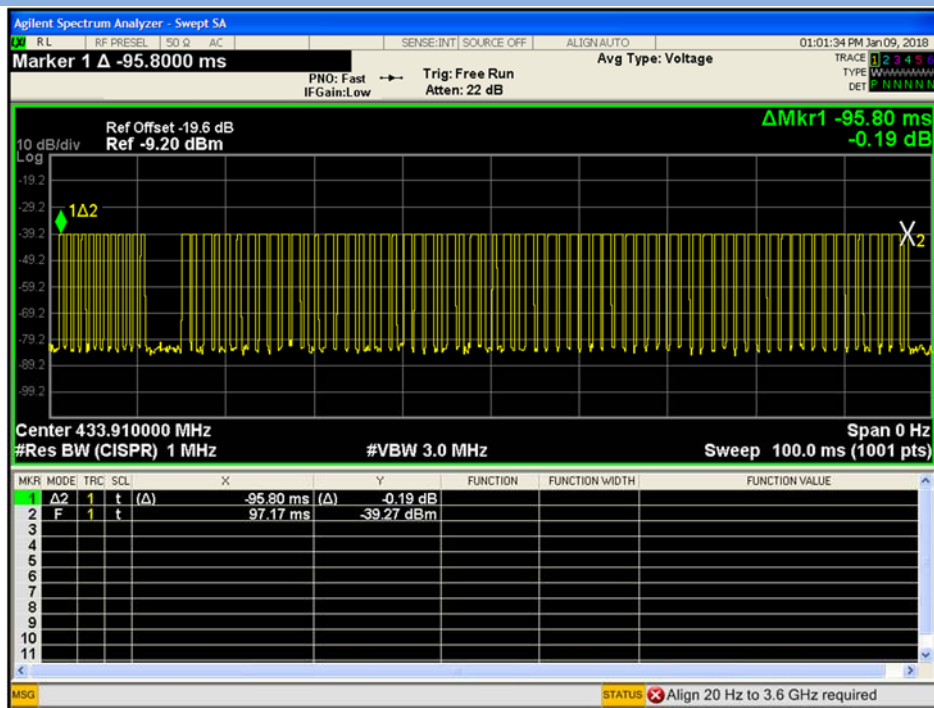 Agilent Spectrum Analyzer - Swept SA
LXI RL RF PRESEL 50 Ω AC SENSE:INT SOURCE OFF ALIGN AUTO 01:01:34 PM Jan 09, 2018
Marker 1 Δ -95.8000 ms Avg Type: Voltage TRACE 1 2 3 4 5 6
PNO: Fast Trig: Free Run TYPE WWWWWW
IFGain:Low Atten: 22 dB DET P N N N N N
ΔMkr1 -95.80 ms
Ref Offset -19.6 dB
10 dB/div Ref -9.20 dBm -0.19 dB
Log
-19.2
-29.2
1Δ2
-39.2
X2
-49.2
-59.2
-69.2
-79.2
-89.2
-99.2
Center 433.910000 MHz Span 0 Hz
#Res BW (CISPR) 1 MHz #VBW 3.0 MHz Sweep 100.0 ms (1001 pts)
MKR MODE TRC SCL X Y FUNCTION FUNCTION WIDTH FUNCTION VALUE
1 Δ2 1 t (Δ) -95.80 ms (Δ) -0.19 dB
2 F 1 t 97.17 ms -39.27 dBm
3
4
5
6
7
8
9
10
11
MSG STATUS Align 20 Hz to 3.6 GHz required